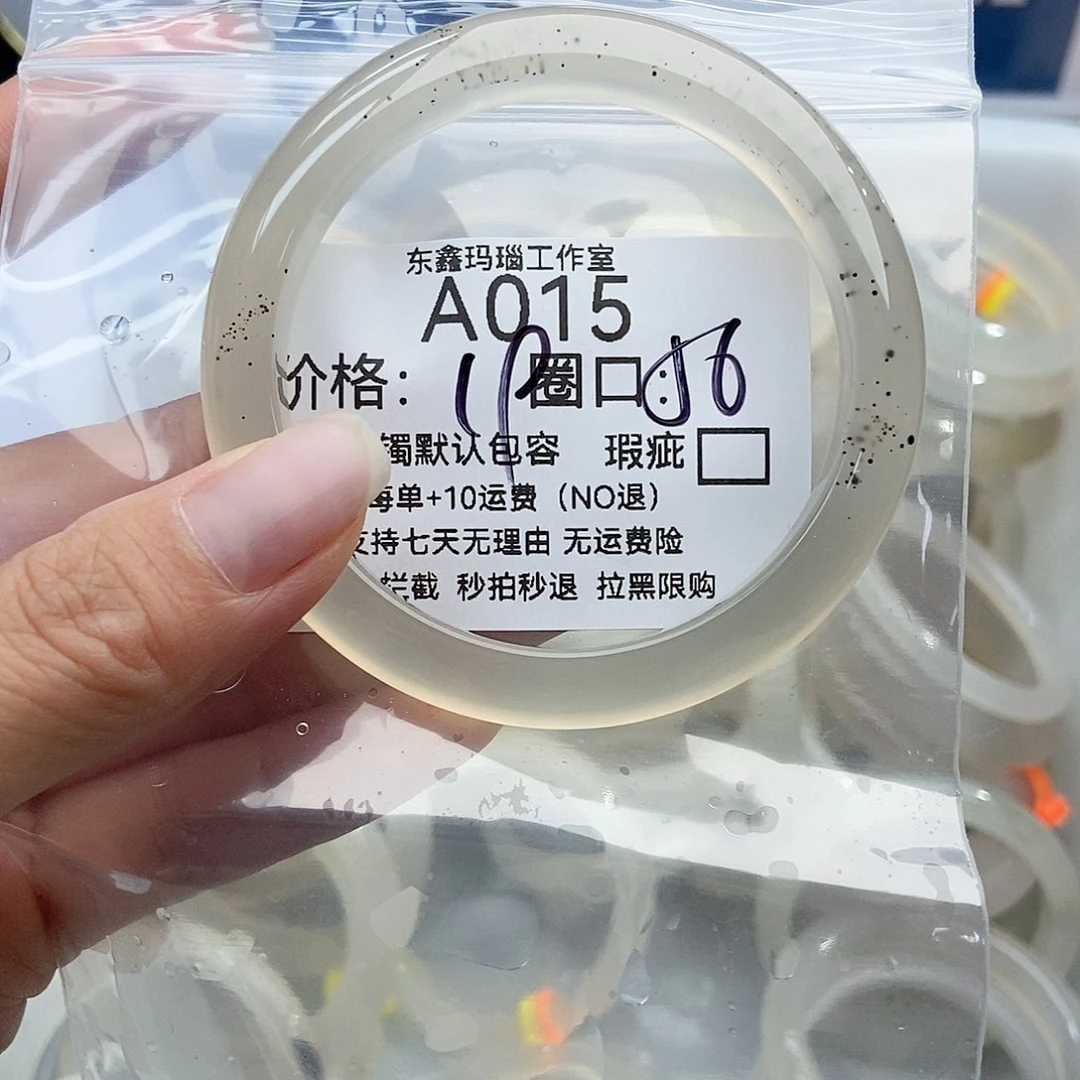 东鑫玛瑙工作室
A015
价格： 圈口：56
镯默认包容 瑕疵
每单+10运费（NO退）
支持七天无理由 无运费险
拦截 秒拍秒退 拉黑限购